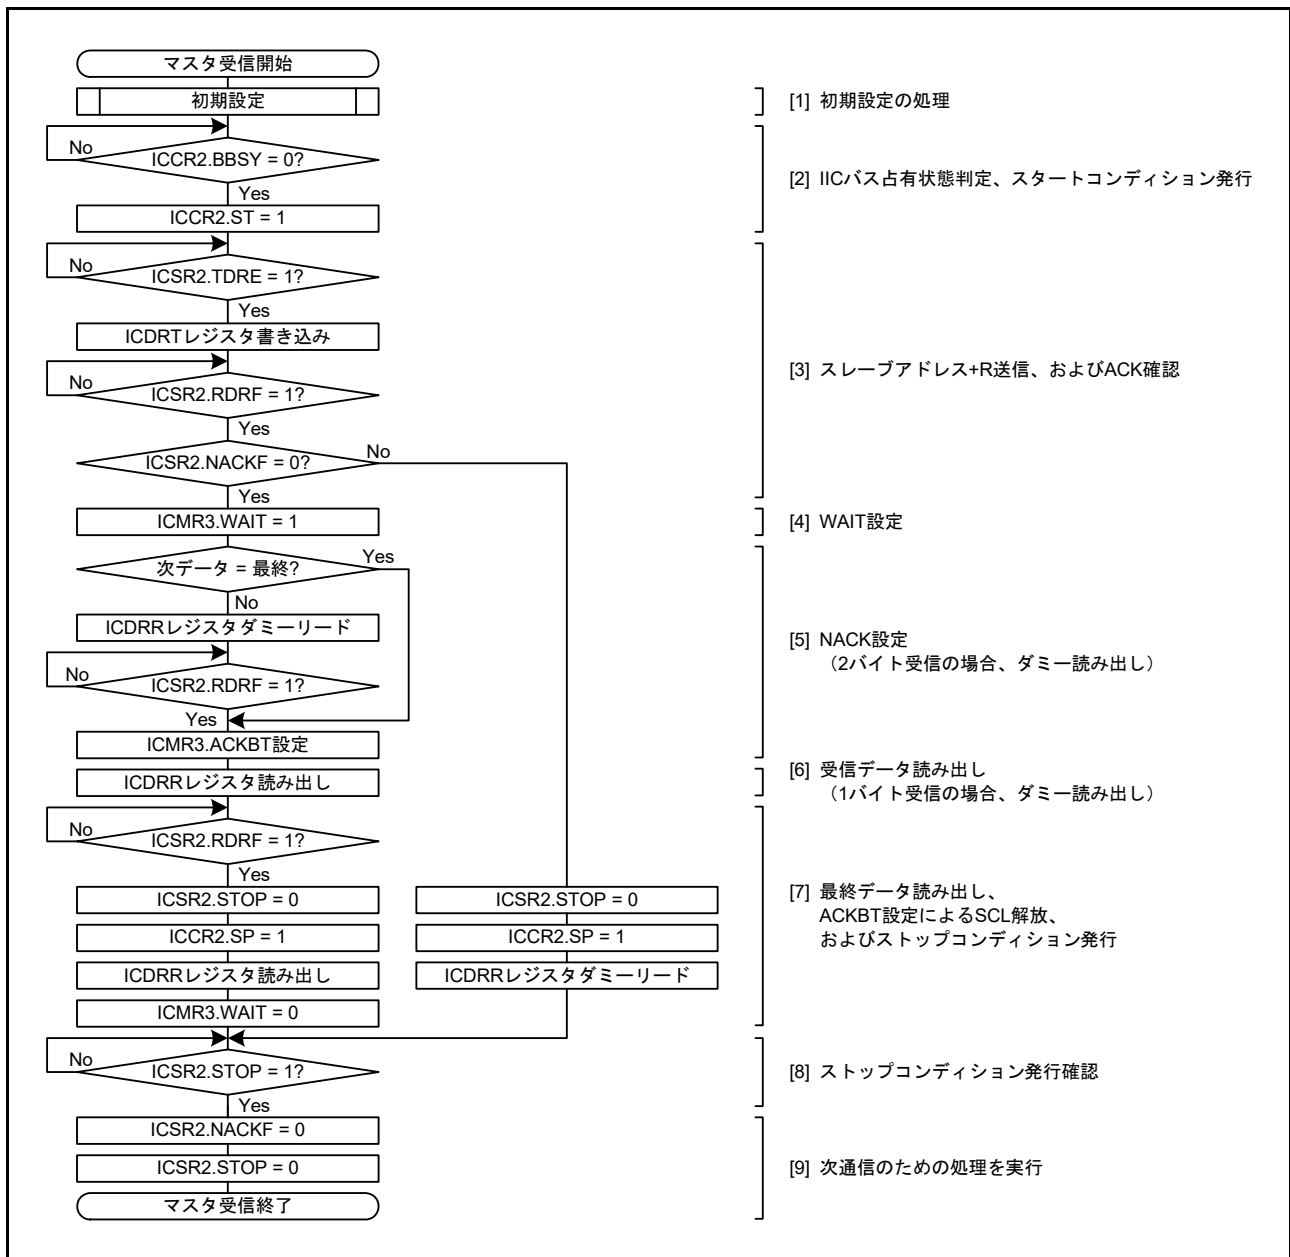 マスタ受信開始
初期設定
[1] 初期設定の処理
No
ICCR2.BBSY = 0?
Yes
ICCR2.ST = 1
[2] IICバス占有状態判定、スタートコンディション発行
No
ICSR2.TDRE = 1?
Yes
ICDRTレジスタ書き込み
No
ICSR2.RDRF = 1?
Yes
ICSR2.NACKF = 0?
No
Yes
[3] スレーブアドレス+R送信、およびACK確認
ICMR3.WAIT = 1
[4] WAIT設定
次データ = 最終?
Yes
No
ICDRRレジスタダミーリード
No
ICSR2.RDRF = 1?
Yes
ICMR3.ACKBT設定
[5] NACK設定
（2バイト受信の場合、ダミー読み出し）
ICDRRレジスタ読み出し
[6] 受信データ読み出し
（1バイト受信の場合、ダミー読み出し）
No
ICSR2.RDRF = 1?
Yes
ICSR2.STOP = 0
ICCR2.SP = 1
ICDRRレジスタ読み出し
ICMR3.WAIT = 0
ICSR2.STOP = 0
ICCR2.SP = 1
ICDRRレジスタダミーリード
[7] 最終データ読み出し、
ACKBT設定によるSCL解放、
およびストップコンディション発行
No
ICSR2.STOP = 1?
Yes
[8] ストップコンディション発行確認
ICSR2.NACKF = 0
ICSR2.STOP = 0
マスタ受信終了
[9] 次通信のための処理を実行